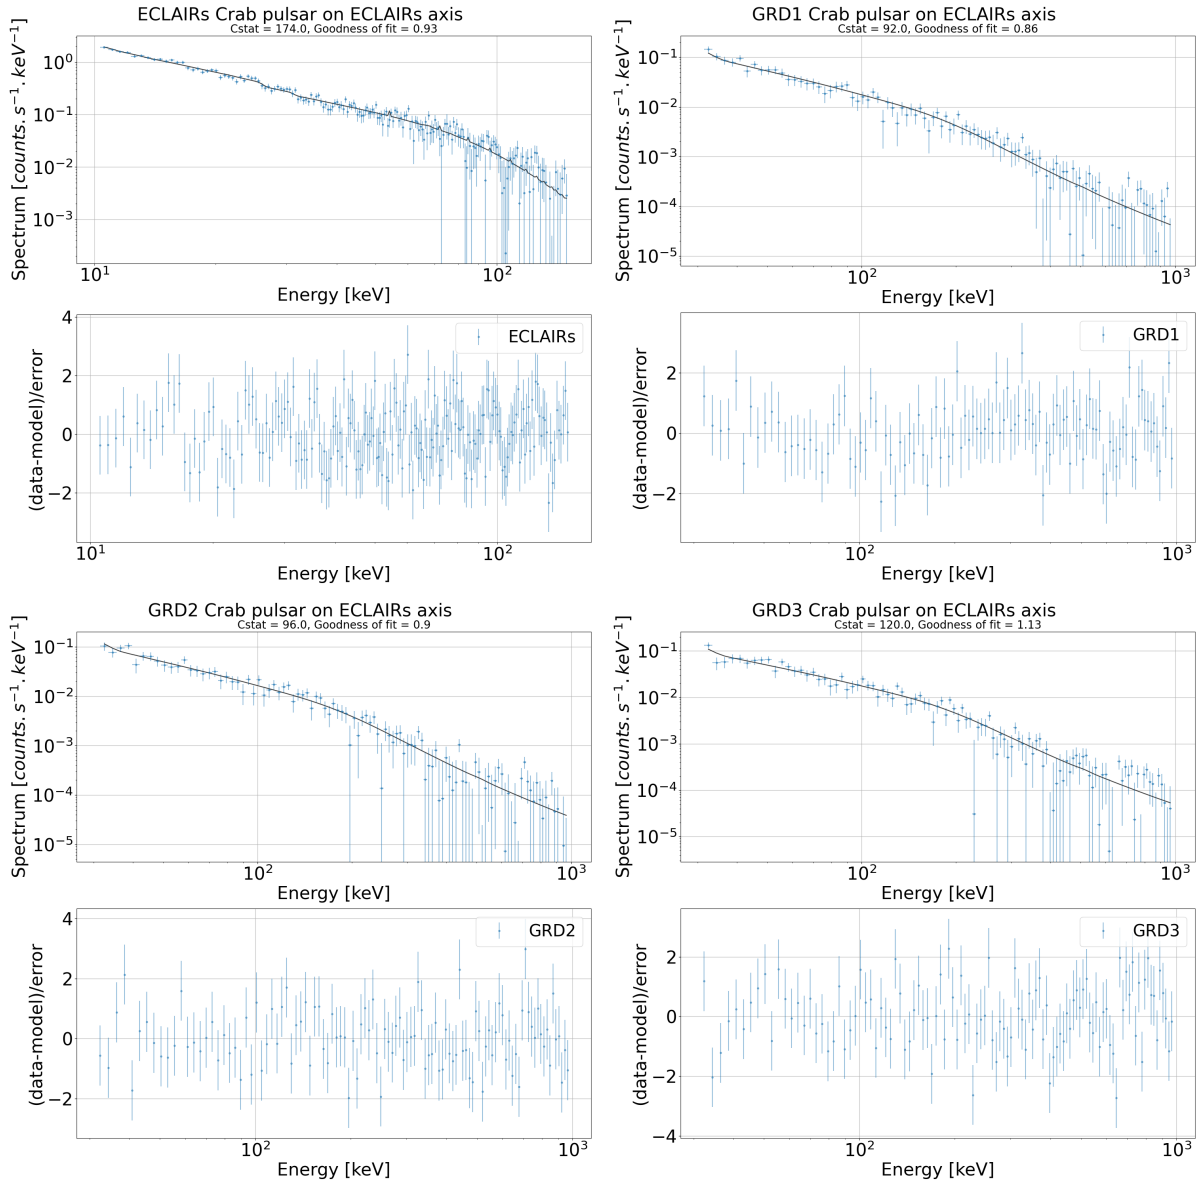 ECLAIRs Crab pulsar on ECLAIRs axis
Cstat = 174.0, Goodness of fit = 0.93
Spectrum [counts. s⁻¹. keV⁻¹]
10⁰
10⁻¹
10⁻²
10⁻³
10¹ 10²
Energy [keV]
GRD1 Crab pulsar on ECLAIRs axis
Cstat = 92.0, Goodness of fit = 0.86
Spectrum [counts. s⁻¹. keV⁻¹]
10⁻¹
10⁻²
10⁻³
10⁻⁴
10⁻⁵
10² 10³
Energy [keV]
(data-model)/error
4
2
0
−2
ECLAIRs
10¹ 10²
Energy [keV]
(data-model)/error
2
0
−2
GRD1
10² 10³
Energy [keV]
GRD2 Crab pulsar on ECLAIRs axis
Cstat = 96.0, Goodness of fit = 0.9
Spectrum [counts. s⁻¹. keV⁻¹]
10⁻¹
10⁻²
10⁻³
10⁻⁴
10⁻⁵
10² 10³
Energy [keV]
GRD3 Crab pulsar on ECLAIRs axis
Cstat = 120.0, Goodness of fit = 1.13
Spectrum [counts. s⁻¹. keV⁻¹]
10⁻¹
10⁻²
10⁻³
10⁻⁴
10⁻⁵
10² 10³
Energy [keV]
(data-model)/error
4
2
0
−2
GRD2
10² 10³
Energy [keV]
(data-model)/error
2
0
−2
−4
GRD3
10² 10³
Energy [keV]